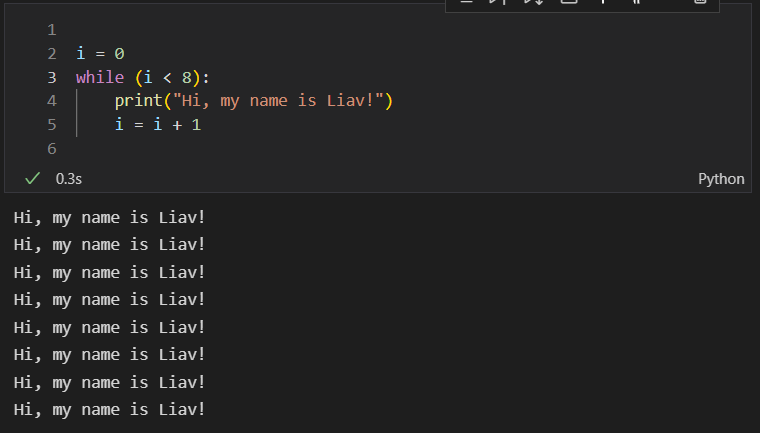 1
2 i = 0
3 while (i < 8):
4     print("Hi, my name is Liav!")
5     i = i + 1
6
0.3s Python
Hi, my name is Liav!
Hi, my name is Liav!
Hi, my name is Liav!
Hi, my name is Liav!
Hi, my name is Liav!
Hi, my name is Liav!
Hi, my name is Liav!
Hi, my name is Liav!